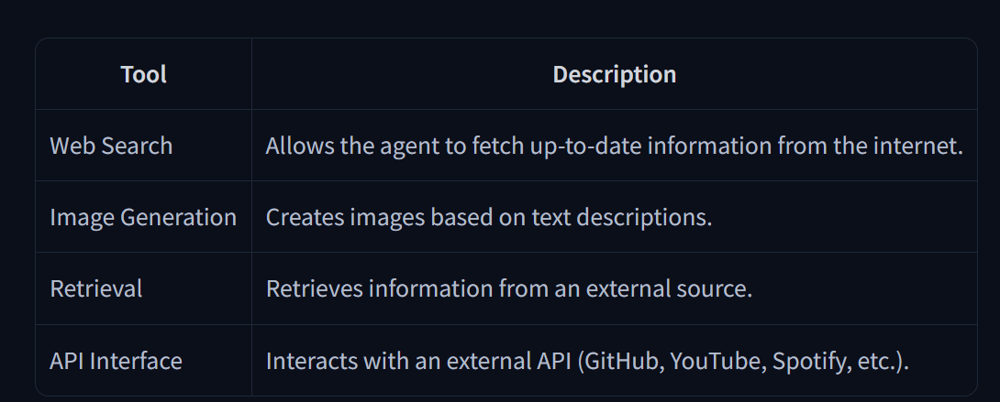 Tool Description
Web Search Allows the agent to fetch up-to-date information from the internet.
Image Generation Creates images based on text descriptions.
Retrieval Retrieves information from an external source.
API Interface Interacts with an external API (GitHub, YouTube, Spotify, etc.).